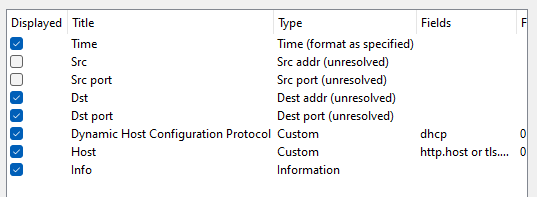 Displayed Title Type Fields F
Time Time (format as specified)
Src Src addr (unresolved)
Src port Src port (unresolved)
Dst Dest addr (unresolved)
Dst port Dest port (unresolved)
Dynamic Host Configuration Protocol Custom dhcp 0
Host Custom http.host or tls.... 0
Info Information